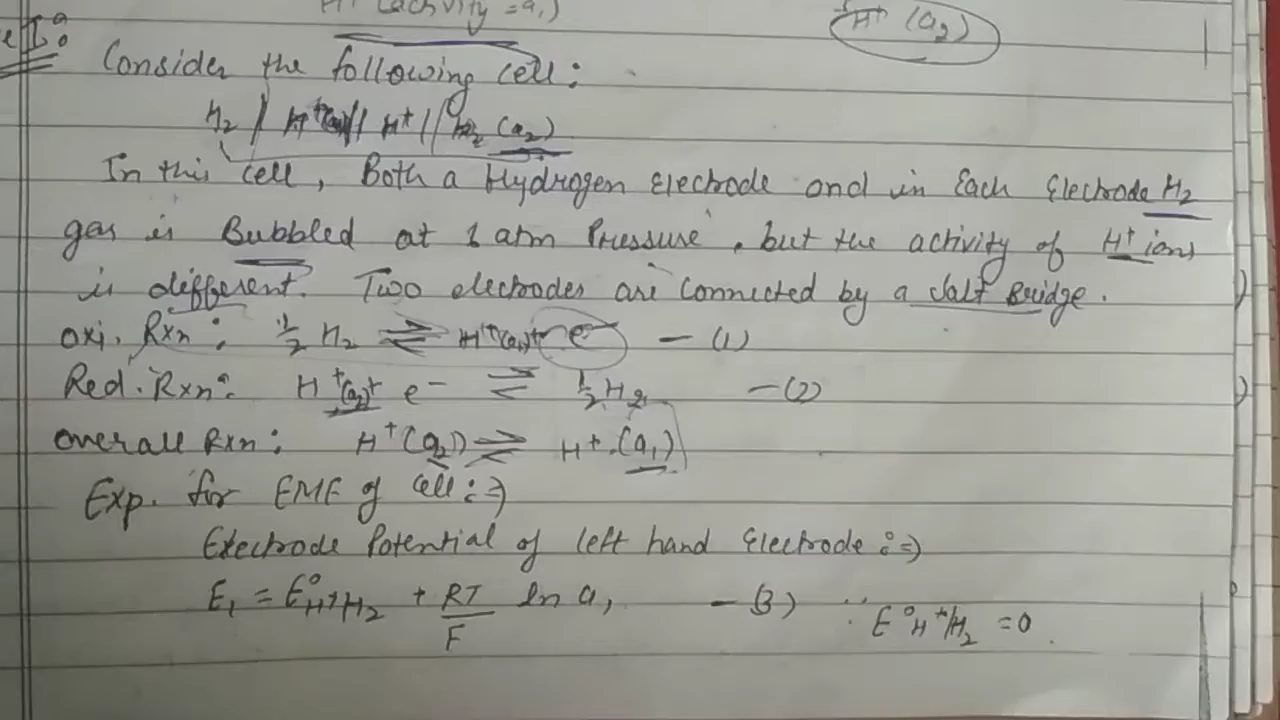 H+ (activity = a1)
H+ (a2)
Consider the following cell:
H2 | H+(a1) || H+ || H2 (a2)
In this cell, Both a Hydrogen Electrode and in Each Electrode H2
gas is Bubbled at 1 atm Pressure, but the activity of H+ ions
is different. Two electrodes are connected by a Salt Bridge.
oxi. Rxn: 1/2 H2 ⇌ H+(a1) + e- — (1)
Red. Rxn: H+(a2) + e- ⇌ 1/2 H2 — (2)
overall Rxn: H+(a2) ⇌ H+ (a1)
Exp. for EMF of cell :⇒
Electrode Potential of left hand Electrode :⇒
E1 = E°H+/H2 + RT/F ln a1 — (3) ∵ E°H+/H2 = 0